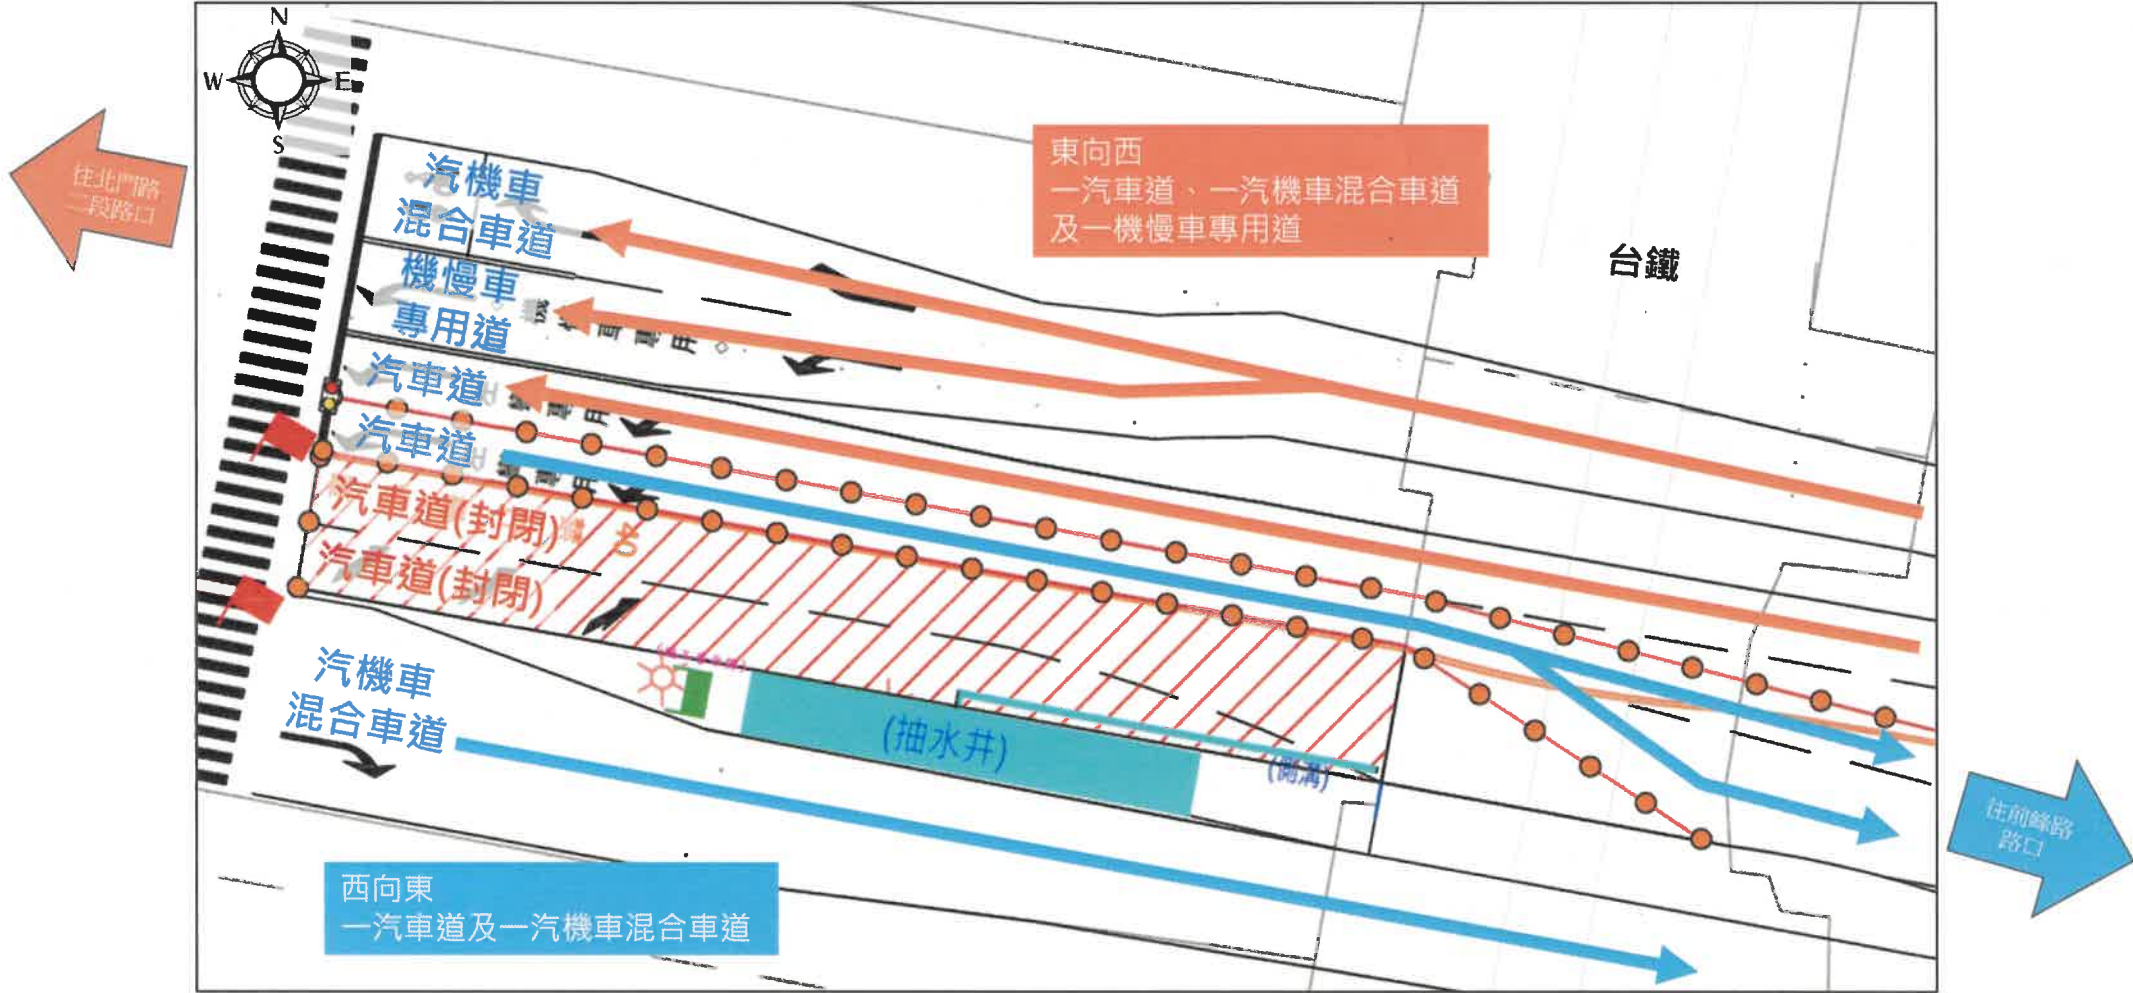 N
W
E
S
往北門路
二段路口
東向西
一汽車道、一汽機車混合車道
及一機慢車專用道
台鐵
汽機車
混合車道
機慢車
專用道
汽車道
汽車道
汽車道(封閉)
汽車道(封閉)
汽機車
混合車道
(抽水井)
(側溝)
往前鋒路
路口
西向東
一汽車道及一汽機車混合車道